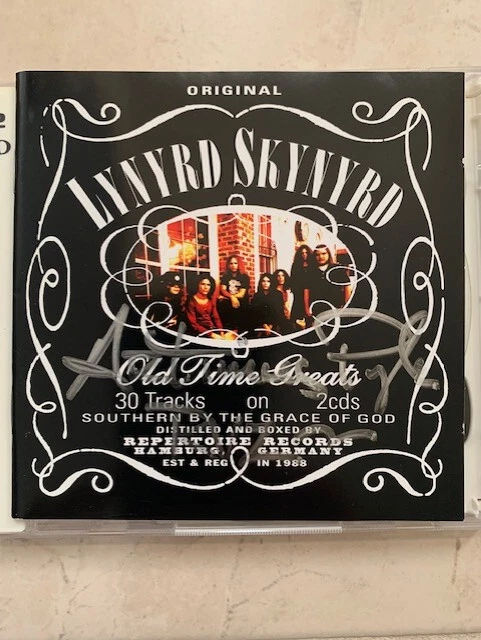 ORIGINAL
LYNYRD SKYNYRD
Old Time Greats
30 Tracks on 2cds
SOUTHERN BY THE GRACE OF GOD
DISTILLED AND BOXED BY
REPERTOIRE RECORDS
HAMBURG, GERMANY
EST & REG IN 1988